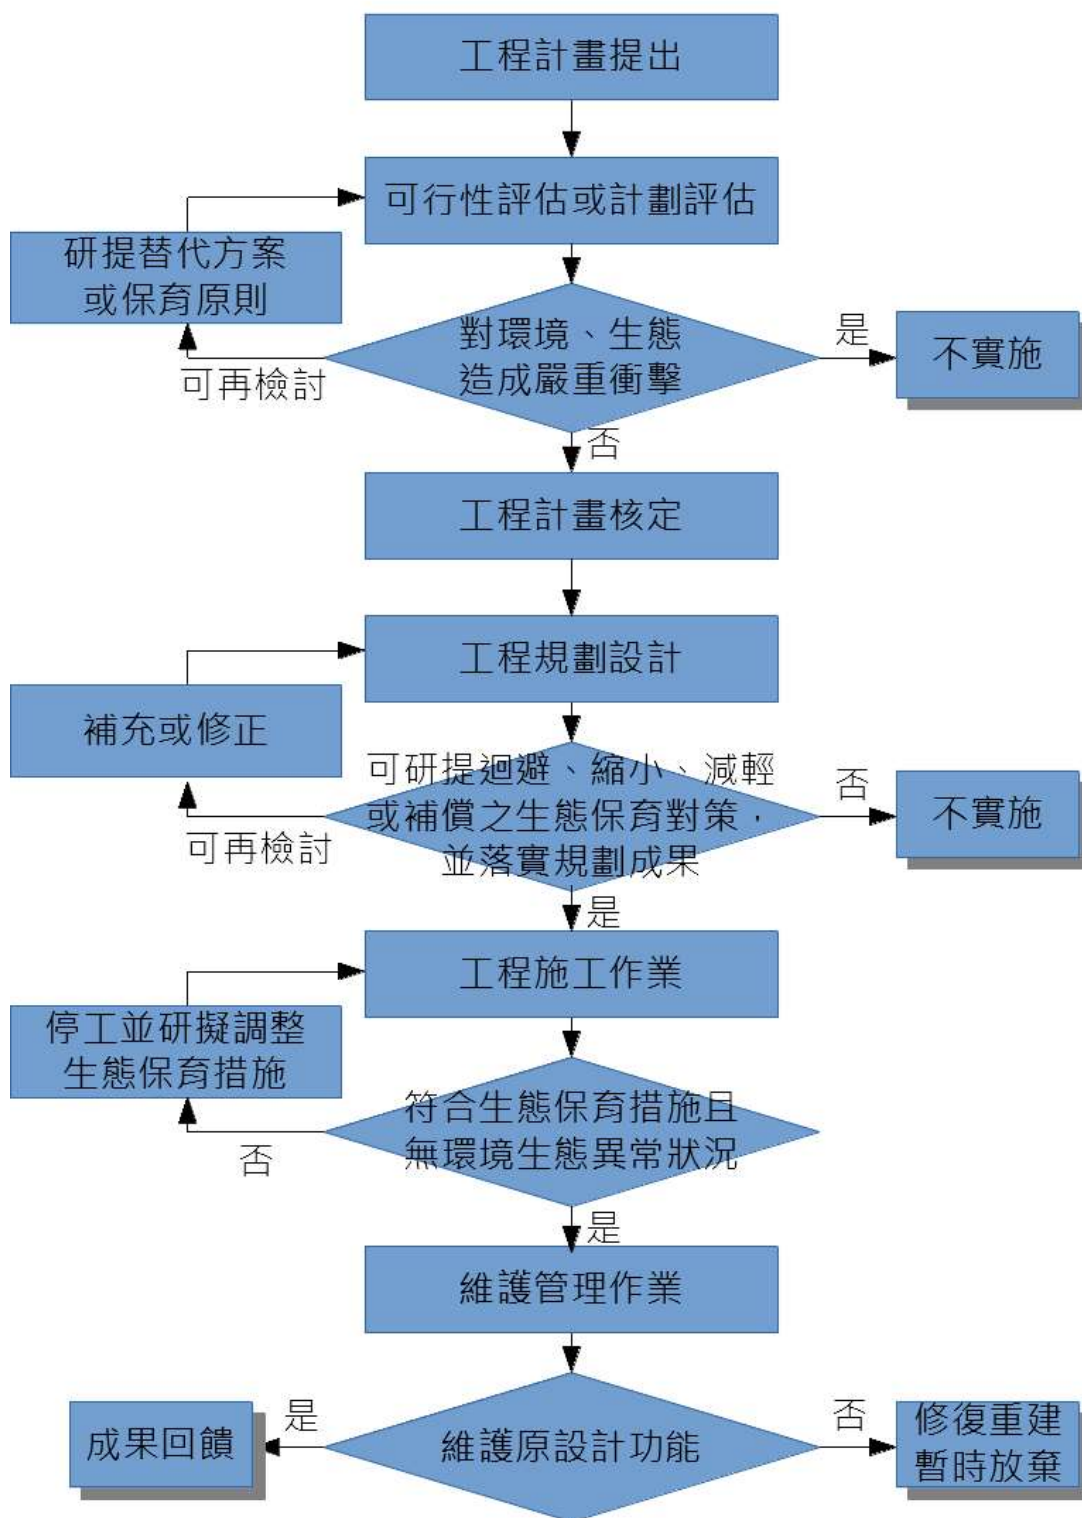 工程計畫提出
可行性評估或計劃評估
研提替代方案
或保育原則
對環境、生態
造成嚴重衝擊
是
不實施
可再檢討
否
工程計畫核定
工程規劃設計
補充或修正
可研提迴避、縮小、減輕
或補償之生態保育對策，
並落實規劃成果
否
不實施
可再檢討
是
工程施工作業
停工並研擬調整
生態保育措施
符合生態保育措施且
無環境生態異常狀況
否
是
維護管理作業
成果回饋
是
維護原設計功能
否
修復重建
暫時放棄